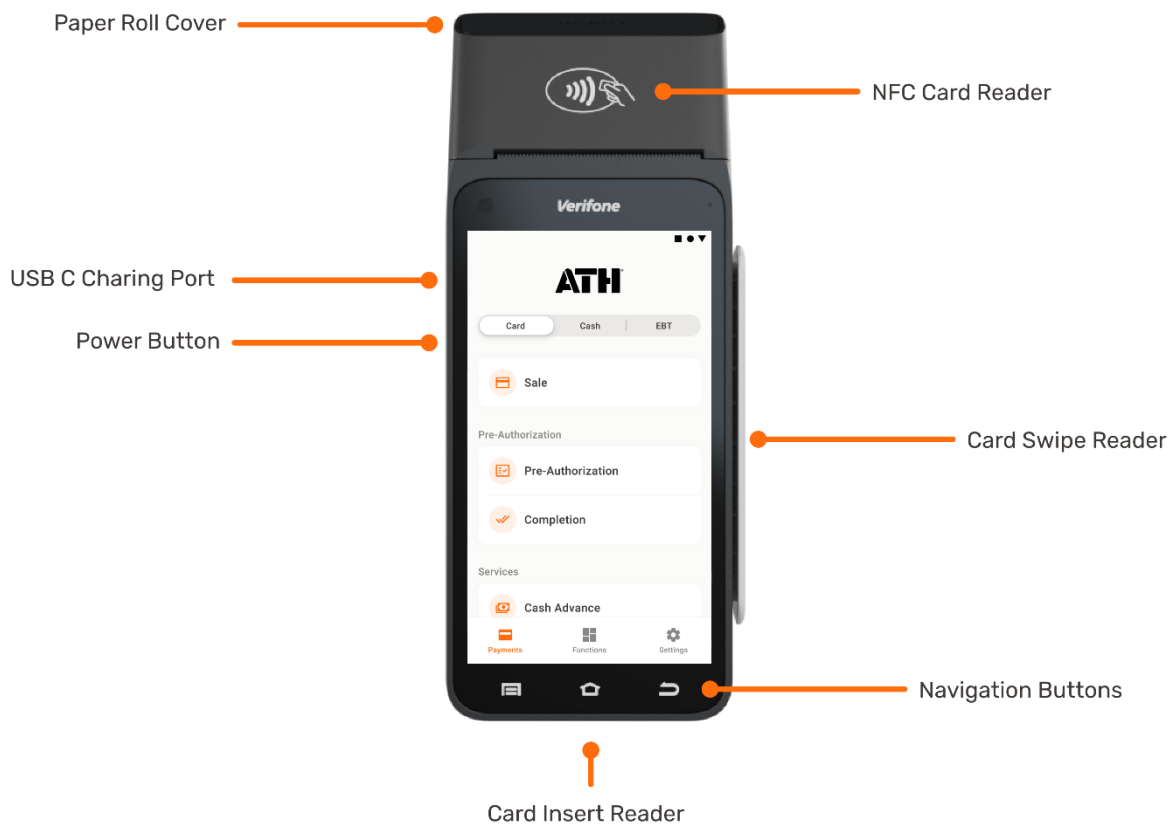 Paper Roll Cover
NFC Card Reader
Verifone
USB C Charing Port
ATH
Card Cash EBT
Power Button
Sale
Pre-Authorization
Card Swipe Reader
Pre-Authorization
Completion
Services
Cash Advance
Payments Functions Settings
Navigation Buttons
Card Insert Reader